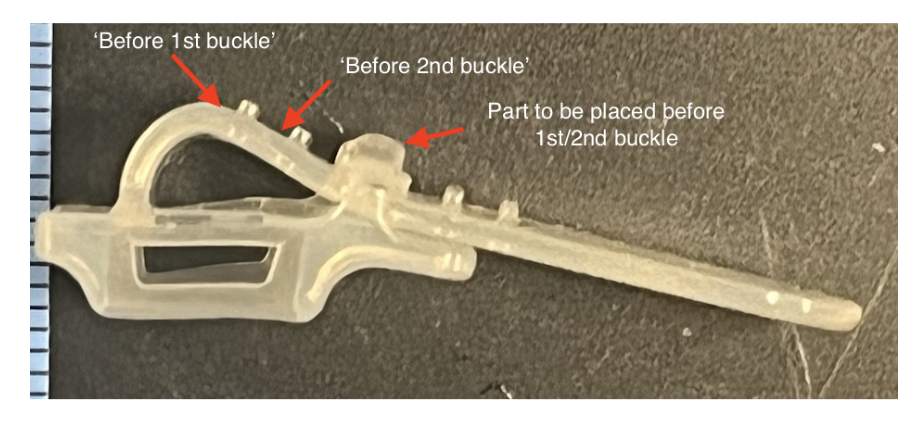 ‘Before 1st buckle’
‘Before 2nd buckle’
Part to be placed before
1st/2nd buckle